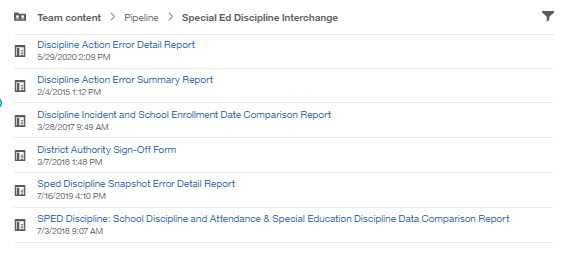 Team content > Pipeline > Special Ed Discipline Interchange
Discipline Action Error Detail Report
5/29/2020 2:09 PM
Discipline Action Error Summary Report
2/4/2015 1:12 PM
Discipline Incident and School Enrollment Date Comparison Report
3/28/2017 9:49 AM
District Authority Sign-Off Form
3/7/2018 1:48 PM
Sped Discipline Snapshot Error Detail Report
7/16/2019 4:10 PM
SPED Discipline: School Discipline and Attendance & Special Education Discipline Data Comparison Report
7/3/2018 9:07 AM